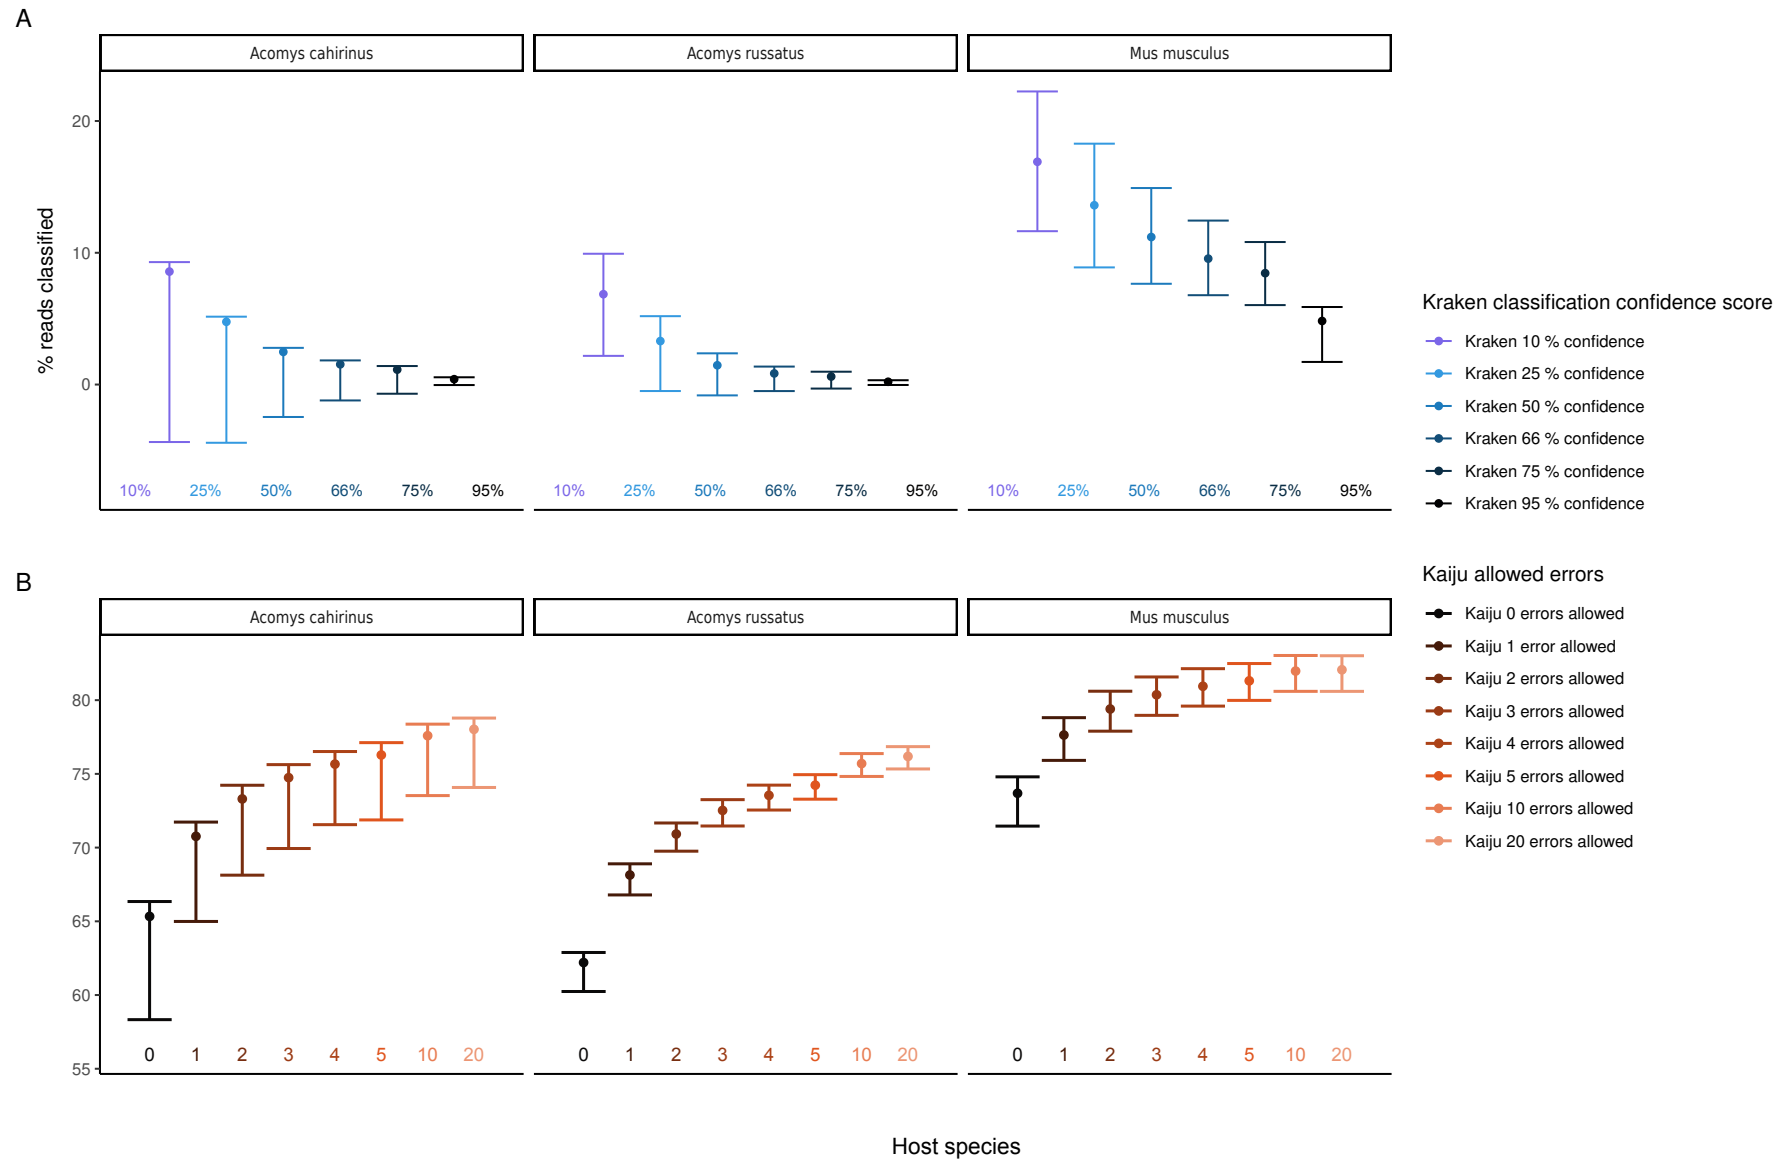 A
Acomys cahirinus
Acomys russatus
Mus musculus
% reads classified
20
10
0
10% 25% 50% 66% 75% 95%
10% 25% 50% 66% 75% 95%
10% 25% 50% 66% 75% 95%
Kraken classification confidence score
Kraken 10 % confidence
Kraken 25 % confidence
Kraken 50 % confidence
Kraken 66 % confidence
Kraken 75 % confidence
Kraken 95 % confidence
B
Acomys cahirinus
Acomys russatus
Mus musculus
80
75
70
65
60
55
0 1 2 3 4 5 10 20
0 1 2 3 4 5 10 20
0 1 2 3 4 5 10 20
Kaiju allowed errors
Kaiju 0 errors allowed
Kaiju 1 error allowed
Kaiju 2 errors allowed
Kaiju 3 errors allowed
Kaiju 4 errors allowed
Kaiju 5 errors allowed
Kaiju 10 errors allowed
Kaiju 20 errors allowed
Host species